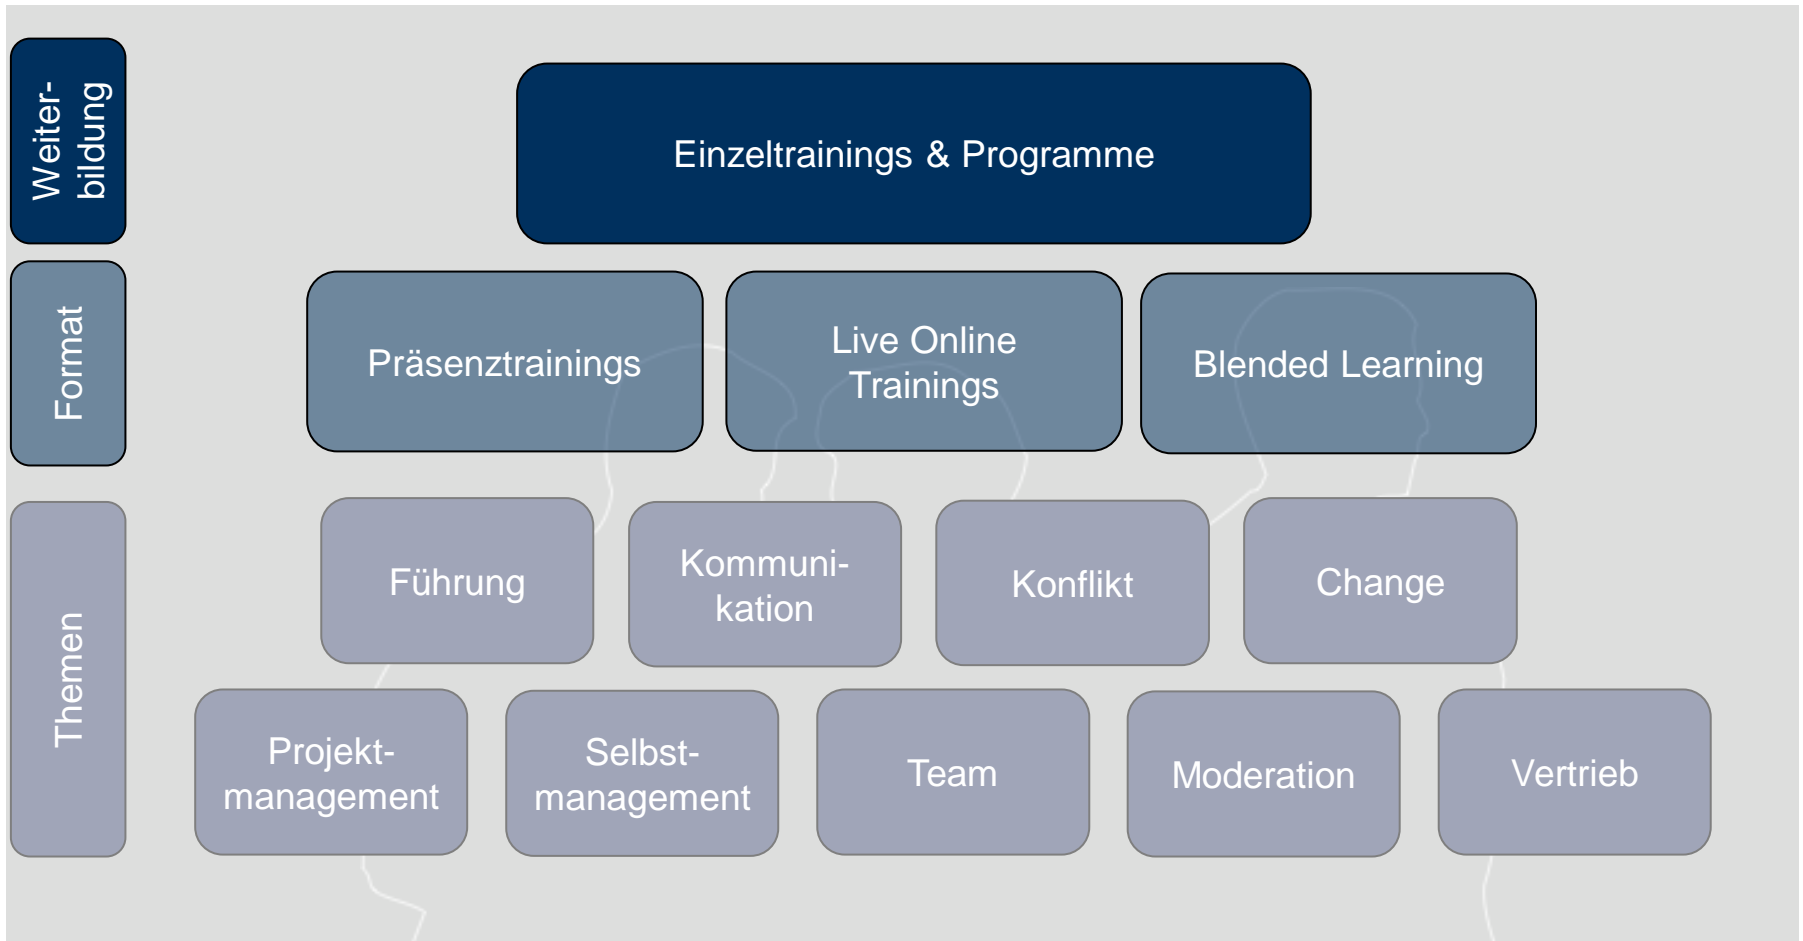 Weiter-
bildung
Einzeltrainings & Programme
Format
Präsenztrainings
Live Online
Trainings
Blended Learning
Themen
Führung
Kommuni-
kation
Konflikt
Change
Projekt-
management
Selbst-
management
Team
Moderation
Vertrieb